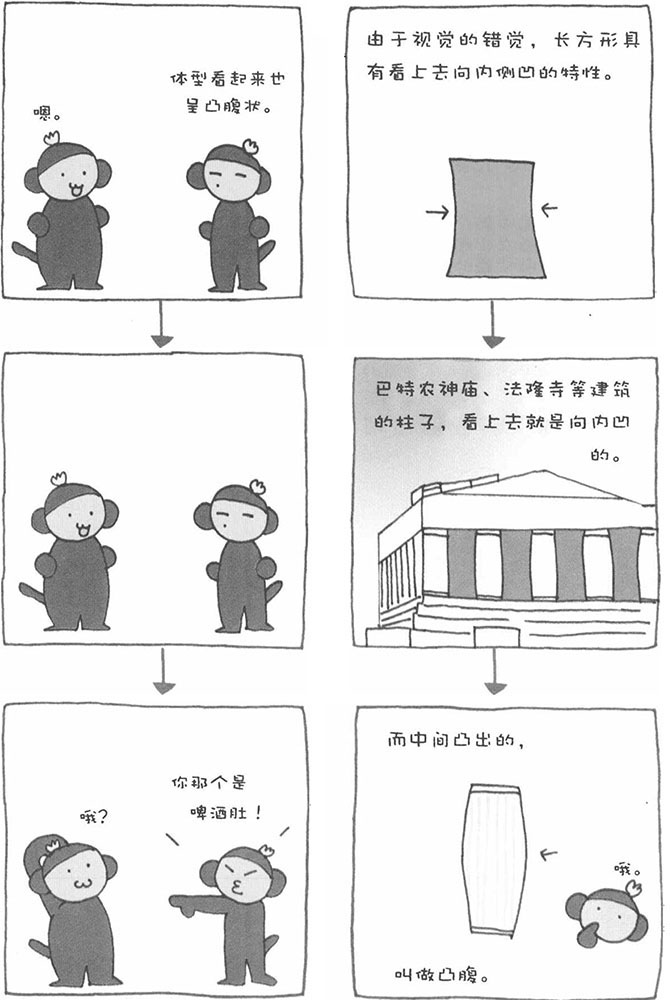 由于视觉的错觉，长方形具
有看上去向内侧凹的特性。
巴特农神庙、法隆寺等建筑
的柱子，看上去就是向内凹
的。
而中间凸出的，
哦。
叫做凸腹。
体型看起来也
呈凸腹状。
嗯。
你那个是
啤酒肚！
哦？